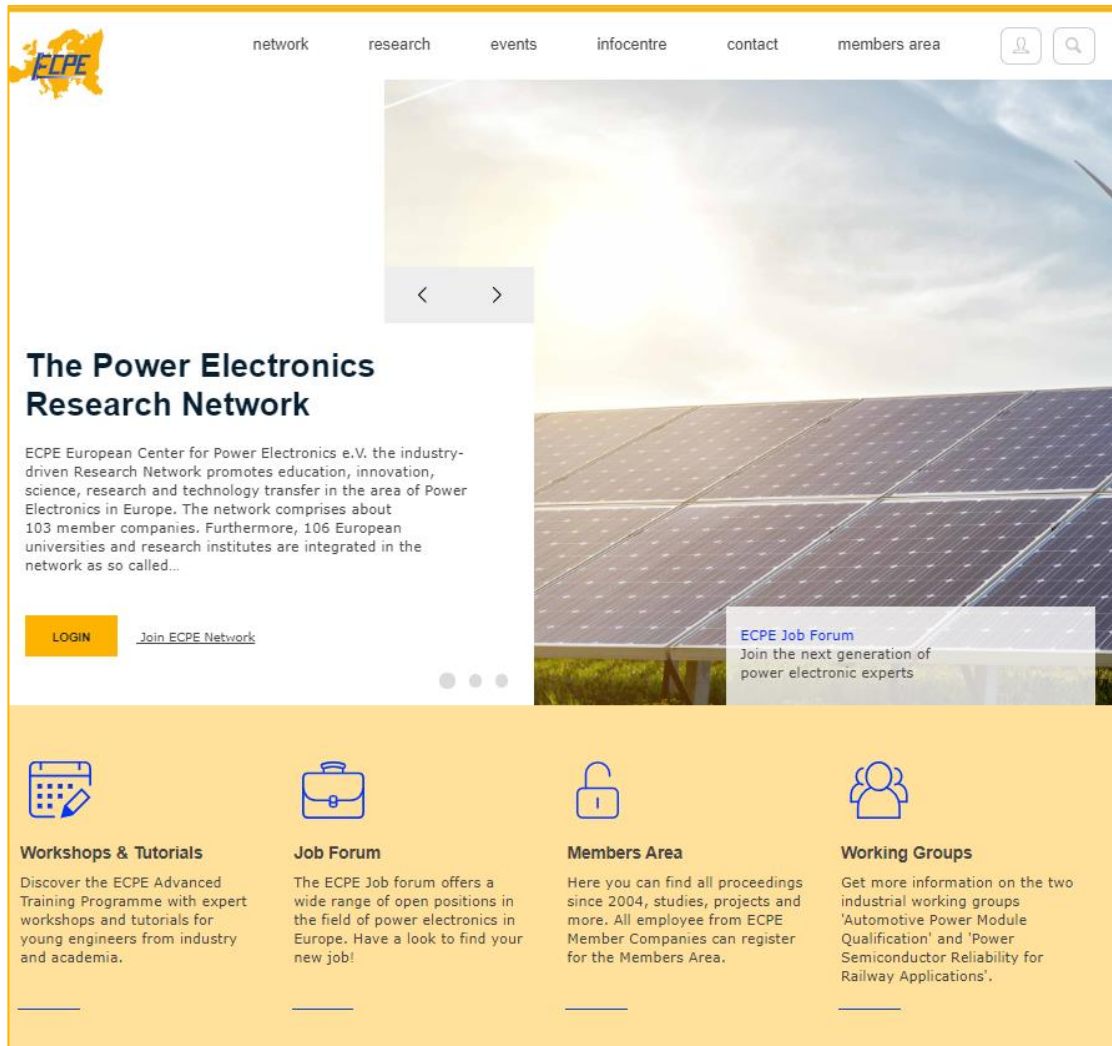 ECPE
network
research
events
infocentre
contact
members area
The Power Electronics
Research Network
ECPE European Center for Power Electronics e.V. the industry-
driven Research Network promotes education, innovation,
science, research and technology transfer in the area of Power
Electronics in Europe. The network comprises about
103 member companies. Furthermore, 106 European
universities and research institutes are integrated in the
network as so called...
LOGIN
Join ECPE Network
ECPE Job Forum
Join the next generation of
power electronic experts
Workshops & Tutorials
Discover the ECPE Advanced
Training Programme with expert
workshops and tutorials for
young engineers from industry
and academia.
Job Forum
The ECPE Job forum offers a
wide range of open positions in
the field of power electronics in
Europe. Have a look to find your
new job!
Members Area
Here you can find all proceedings
since 2004, studies, projects and
more. All employee from ECPE
Member Companies can register
for the Members Area.
Working Groups
Get more information on the two
industrial working groups
'Automotive Power Module
Qualification' and 'Power
Semiconductor Reliability for
Railway Applications'.